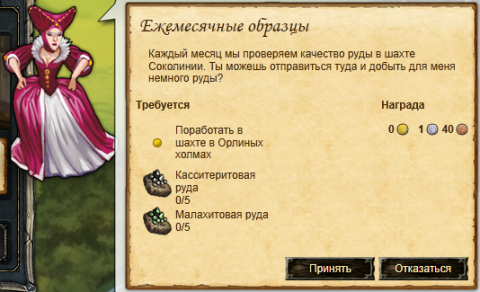 Ежемесячные образцы
Каждый месяц мы проверяем качество руды в шахте
Соколинии. Ты можешь отправиться туда и добыть для меня
немного руды?
Требуется
Награда
Поработать в
шахте в Орлиных
холмах
0 1 40
Касситеритовая
руда
0/5
Малахитовая руда
0/5
Принять
Отказаться